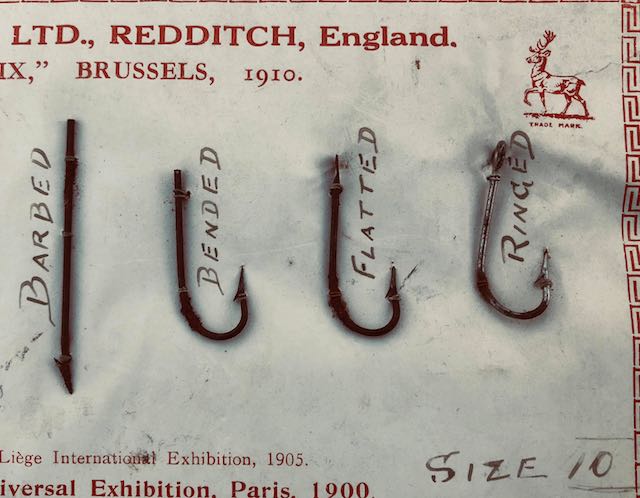 LTD., REDDITCH, England.
IX," BRUSSELS, 1910.
TRADE MARK.
BARBED
BENDED
FLATTED
RINGED
Liège International Exhibition, 1905.
iversal Exhibition, Paris, 1900.
SIZE 10